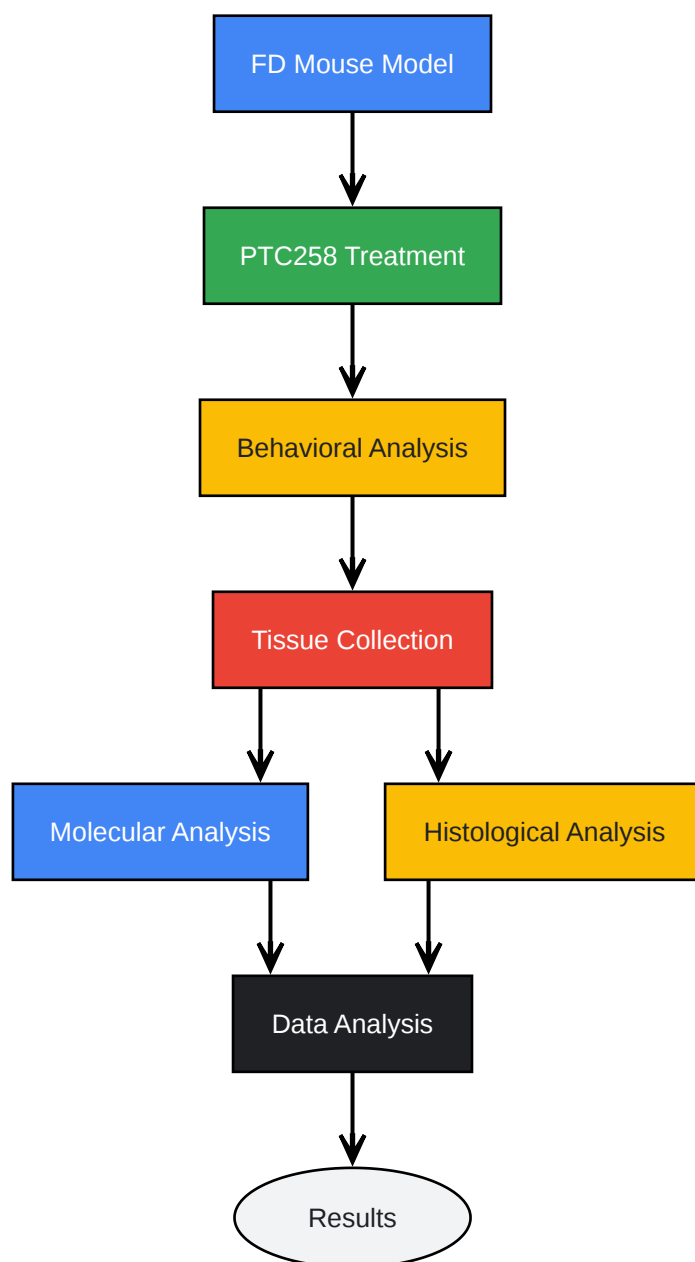 FD Mouse Model
PTC258 Treatment
Behavioral Analysis
Tissue Collection
Molecular Analysis
Histological Analysis
Data Analysis
Results